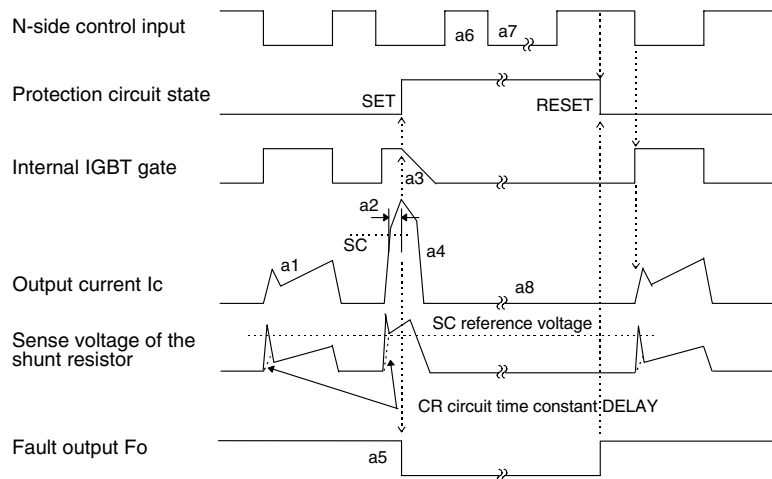 N-side control input
a6
a7
Protection circuit state
SET
RESET
Internal IGBT gate
a3
a2
SC
a4
a1
Output current Ic
a8
SC reference voltage
Sense voltage of the
shunt resistor
CR circuit time constant DELAY
Fault output Fo
a5